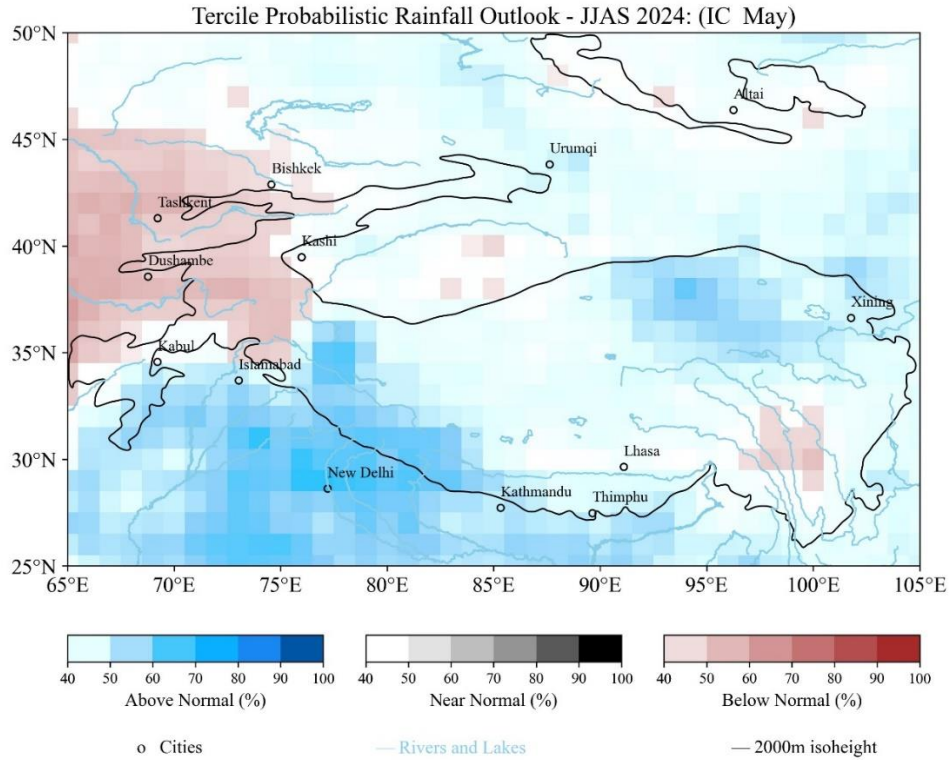 Tercile Probabilistic Rainfall Outlook - JJAS 2024: (IC  May)
50°N
Altai
45°N
Urumqi
Bishkek
Tashkent
40°N
Kashi
Dushambe
Xining
35°N
Kabul
Islamabad
30°N
Lhasa
New Delhi
Kathmandu
Thimphu
25°N
65°E 70°E 75°E 80°E 85°E 90°E 95°E 100°E 105°E
40 50 60 70 80 90 100 40 50 60 70 80 90 100 40 50 60 70 80 90 100
Above Normal (%) Near Normal (%) Below Normal (%)
Cities Rivers and Lakes 2000m isoheight